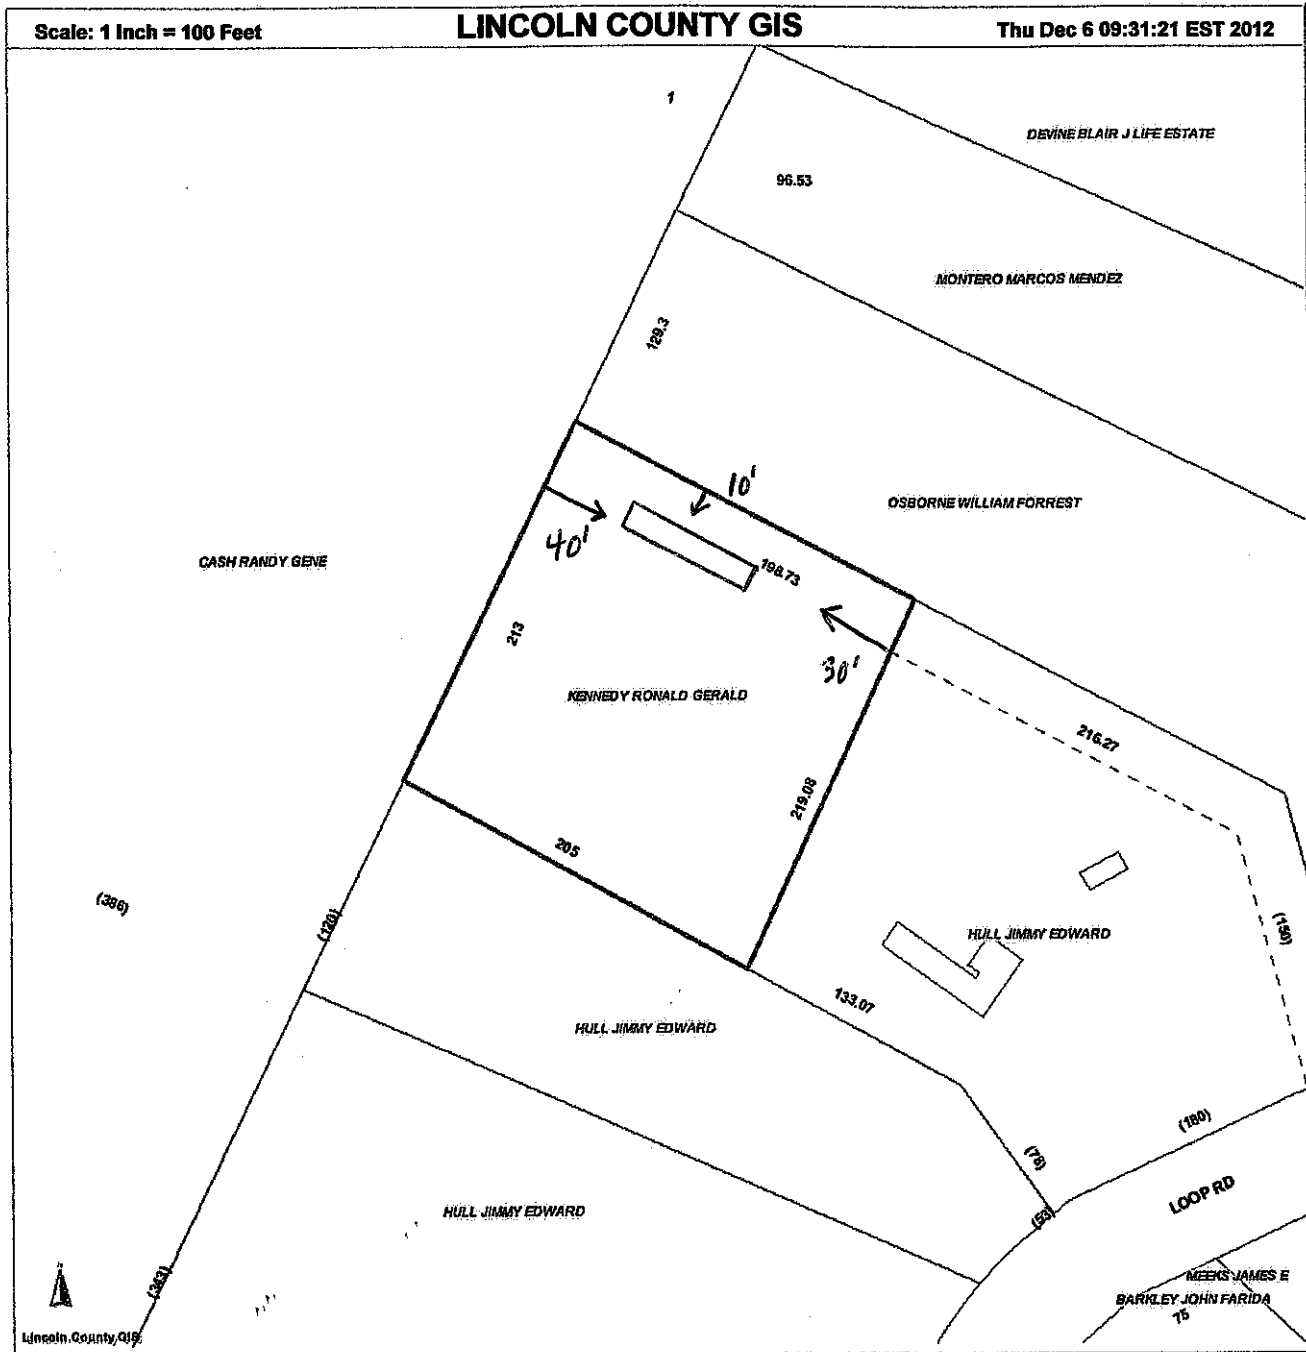 Scale: 1 Inch = 100 Feet
LINCOLN COUNTY GIS
Thu Dec 6 09:31:21 EST 2012
1
DEVINE BLAIR J LIFE ESTATE
96.53
MONTERO MARCOS MENDEZ
129.3
10'
OSBORNE WILLIAM FORREST
40'
CASH RANDY GENE
198.73
213
30'
KENNEDY RONALD GERALD
216.27
219.08
205
(386)
(120)
HULL JIMMY EDWARD
(150)
133.07
HULL JIMMY EDWARD
(180)
(78)
LOOP RD
HULL JIMMY EDWARD
(53)
(343)
MEEKS JAMES E
BARKLEY JOHN FARIDA
75
Lincoln County GIS